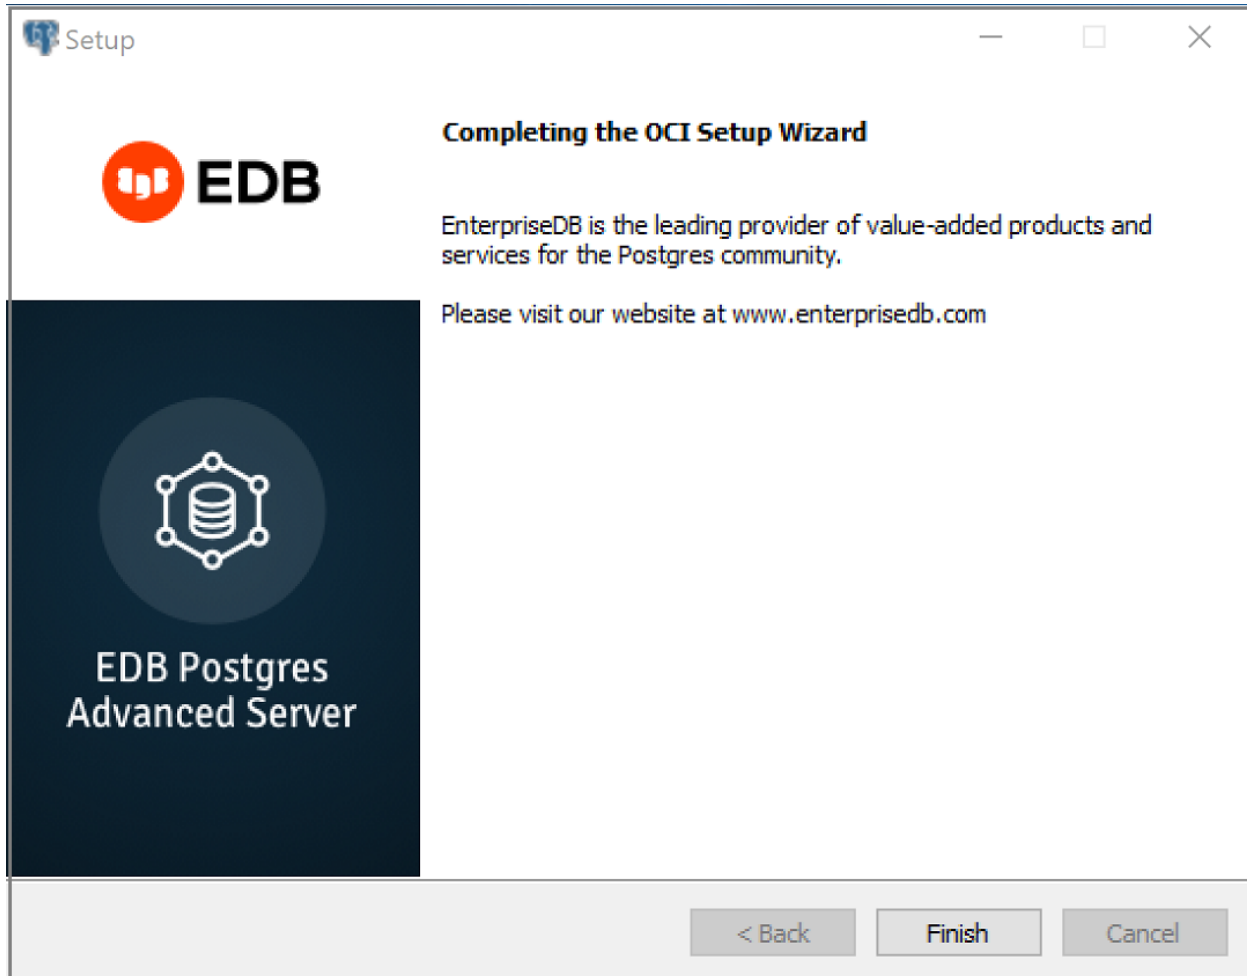 Setup
EDB
Completing the OCI Setup Wizard
EnterpriseDB is the leading provider of value-added products and
services for the Postgres community.
Please visit our website at www.enterprisedb.com
EDB Postgres
Advanced Server
< Back
Finish
Cancel